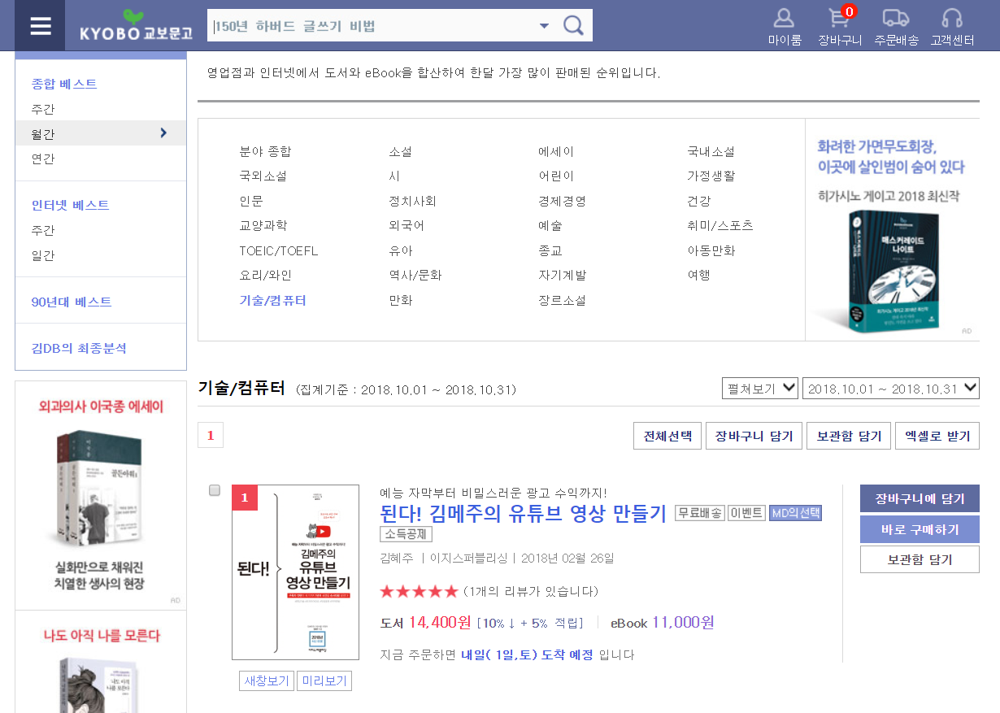 KYOBO 교보문고
150년 하버드 글쓰기 비법
0
마이룸
장바구니
주문배송
고객센터
종합 베스트
주간
월간
연간
인터넷 베스트
주간
일간
90년대 베스트
김DB의 최종분석
외과의사 이국종 에세이
골든아워
실화만으로 채워진
치열한 생사의 현장
AD
나도 아직 나를 모른다
영업점과 인터넷에서 도서와 eBook을 합산하여 한달 가장 많이 판매된 순위입니다.
분야 종합 소설 에세이 국내소설
국외소설 시 어린이 가정생활
인문 정치사회 경제경영 건강
교양과학 외국어 예술 취미/스포츠
TOEIC/TOEFL 유아 종교 아동만화
요리/와인 역사/문화 자기계발 여행
기술/컴퓨터 만화 장르소설
화려한 가면무도회장,
이곳에 살인범이 숨어 있다
히가시노 게이고 2018 최신작
매스커레이드
나이트
AD
기술/컴퓨터 (집계기준 : 2018.10.01 ~ 2018.10.31)
펼쳐보기
2018.10.01 ~ 2018.10.31
1
전체선택
장바구니 담기
보관함 담기
엑셀로 받기
1
된다!
예능 자막부터 비밀스러운 광고 수익까지!
김메주의
유튜브
영상 만들기
새창보기
미리보기
예능 자막부터 비밀스러운 광고 수익까지!
된다! 김메주의 유튜브 영상 만들기 무료배송 이벤트 MD의선택
소득공제
김혜주 | 이지스퍼블리싱 | 2018년 02월 26일
★★★★★ (1개의 리뷰가 있습니다)
도서 14,400원 [10%↓ + 5% 적립] | eBook 11,000원
지금 주문하면 내일( 1일,토) 도착 예정 입니다
장바구니에 담기
바로 구매하기
보관함 담기